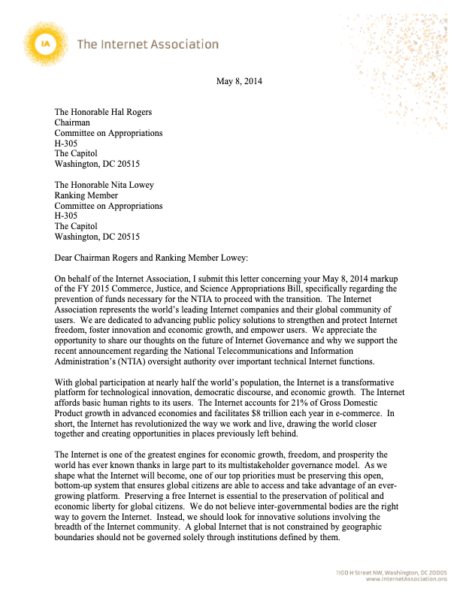 IA
The Internet Association
May 8, 2014
The Honorable Hal Rogers
Chairman
Committee on Appropriations
H-305
The Capitol
Washington, DC 20515
The Honorable Nita Lowey
Ranking Member
Committee on Appropriations
H-305
The Capitol
Washington, DC 20515
Dear Chairman Rogers and Ranking Member Lowey:
On behalf of the Internet Association, I submit this letter concerning your May 8, 2014 markup
of the FY 2015 Commerce, Justice, and Science Appropriations Bill, specifically regarding the
prevention of funds necessary for the NTIA to proceed with the transition. The Internet
Association represents the world's leading Internet companies and their global community of
users. We are dedicated to advancing public policy solutions to strengthen and protect Internet
freedom, foster innovation and economic growth, and empower users. We appreciate the
opportunity to share our thoughts on the future of Internet Governance and why we support the
recent announcement regarding the National Telecommunications and Information
Administration's (NTIA) oversight authority over important technical Internet functions.
With global participation at nearly half the world's population, the Internet is a transformative
platform for technological innovation, democratic discourse, and economic growth. The Internet
affords basic human rights to its users. The Internet accounts for 21% of Gross Domestic
Product growth in advanced economies and facilitates $8 trillion each year in e-commerce. In
short, the Internet has revolutionized the way we work and live, drawing the world closer
together and creating opportunities in places previously left behind.
The Internet is one of the greatest engines for economic growth, freedom, and prosperity the
world has ever known thanks in large part to its multistakeholder governance model. As we
shape what the Internet will become, one of our top priorities must be preserving this open,
bottom-up system that ensures global citizens are able to access and take advantage of an ever-
growing platform. Preserving a free Internet is essential to the preservation of political and
economic liberty for global citizens. We do not believe inter-governmental bodies are the right
way to govern the Internet. Instead, we should look for innovative solutions involving the
breadth of the Internet community. A global Internet that is not constrained by geographic
boundaries should not be governed solely through institutions defined by them.
1100 H Street NW, Washington, DC 20005
www.internetassociation.org